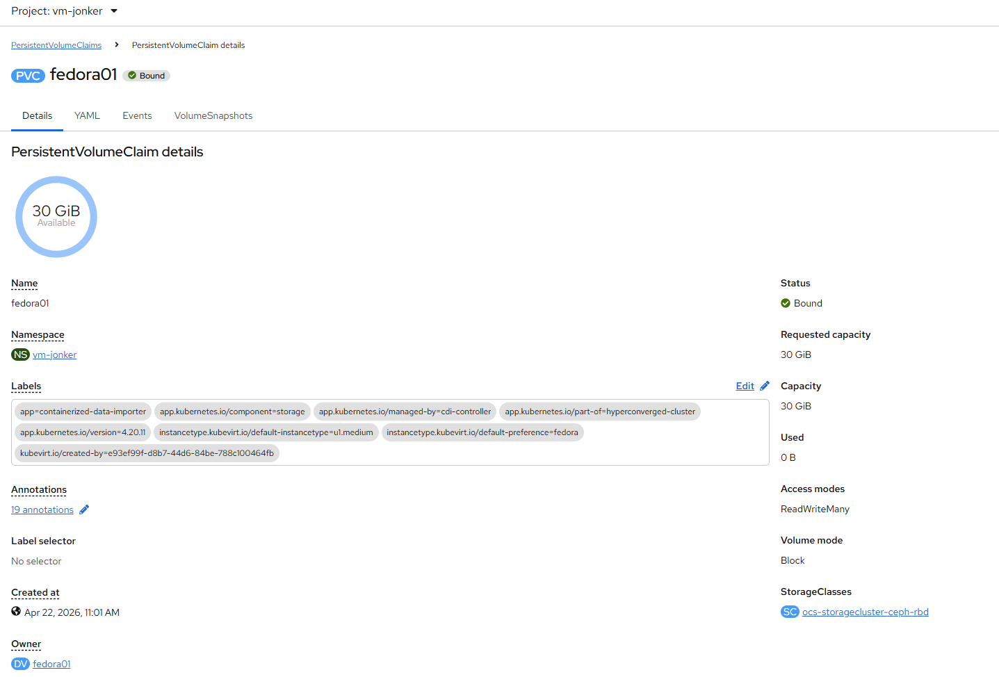 Project: vm-jonker
PersistentVolumeClaims PersistentVolumeClaim details
PVC fedora01 Bound
Details YAML Events VolumeSnapshots
PersistentVolumeClaim details
30 GiB
Available
Name
fedora01
Namespace
NS vm-jonker
Labels Edit
app=containerized-data-importer app.kubernetes.io/component=storage app.kubernetes.io/managed-by=cdi-controller app.kubernetes.io/part-of=hyperconverged-cluster
app.kubernetes.io/version=4.20.11 instancetype.kubevirt.io/default-instancetype=u1.medium instancetype.kubevirt.io/default-preference=fedora
kubevirt.io/created-by=e93ef99f-d8b7-44d6-84be-788c100464fb
Annotations
19 annotations
Label selector
No selector
Created at
Apr 22, 2026, 11:01 AM
Owner
DV fedora01
Status
Bound
Requested capacity
30 GiB
Capacity
30 GiB
Used
0 B
Access modes
ReadWriteMany
Volume mode
Block
StorageClasses
SC ocs-storagecluster-ceph-rbd